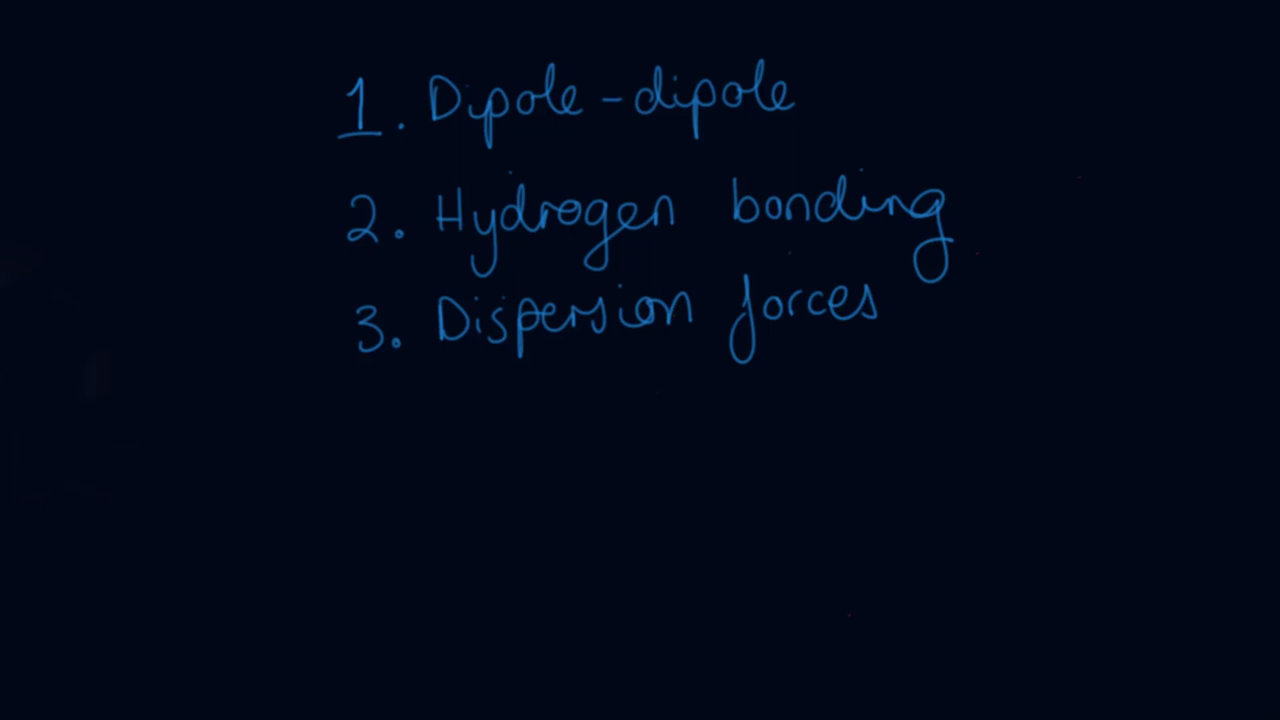 1. Dipole-dipole
2. Hydrogen bonding
3. Dispersion forces